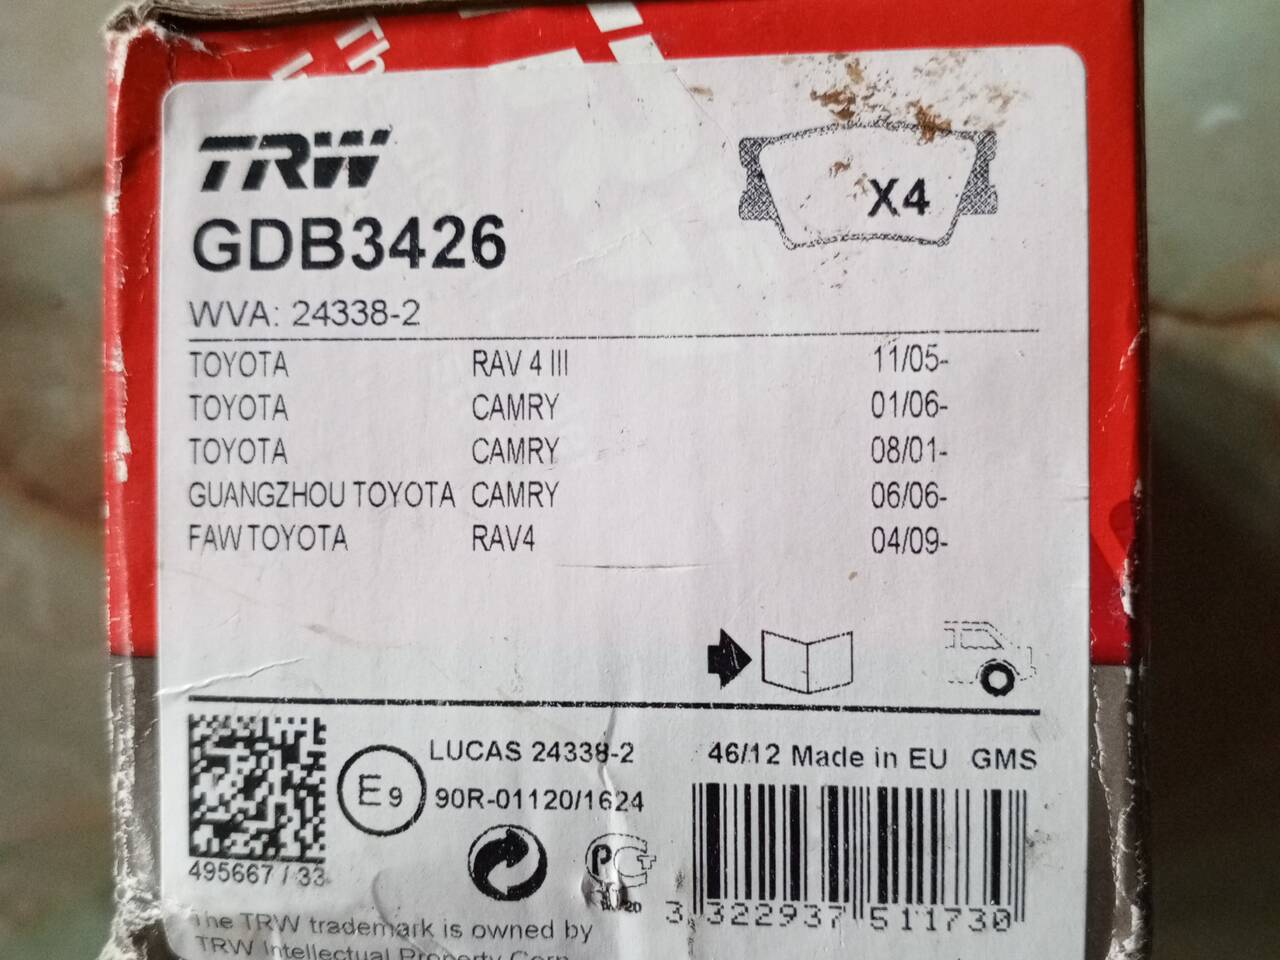 TRW
GDB3426
X4
WVA: 24338-2
TOYOTA RAV 4 III 11/05-
TOYOTA CAMRY 01/06-
TOYOTA CAMRY 08/01-
GUANGZHOU TOYOTA CAMRY 06/06-
FAW TOYOTA RAV4 04/09-
LUCAS 24338-2
46/12 Made in EU GMS
E9
90R-01120/1624
495667 / 33
3 322937 511730
The TRW trademark is owned by
TRW Intellectual Property Corp